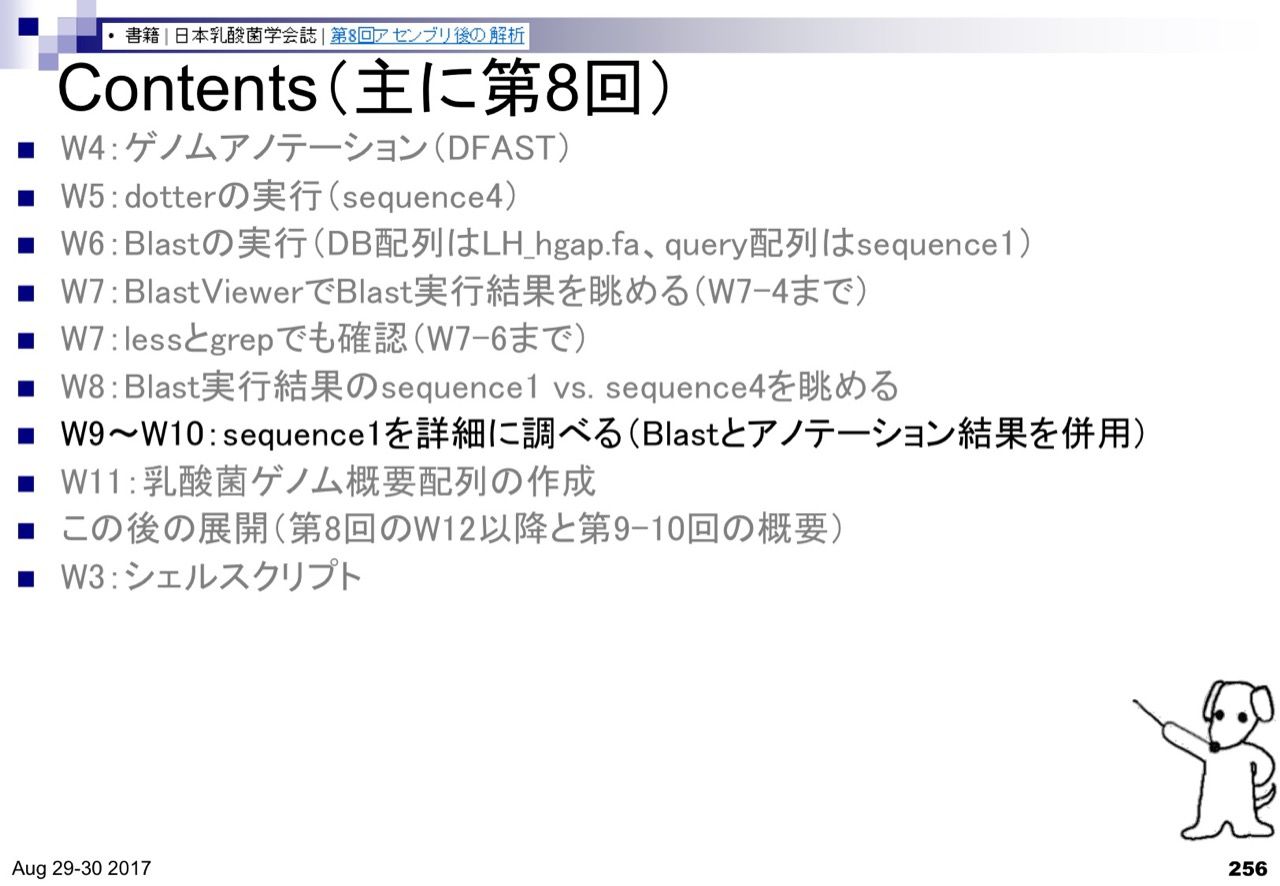 • 書籍 | 日本乳酸菌学会誌 | 第8回アセンブリ後の解析
Contents（主に第8回）
W4：ゲノムアノテーション（DFAST）
W5：dotterの実行（sequence4）
W6：Blastの実行（DB配列はLH_hgap.fa、query配列はsequence1）
W7：BlastViewerでBlast実行結果を眺める（W7-4まで）
W7：lessとgrepでも確認（W7-6まで）
W8：Blast実行結果のsequence1 vs. sequence4を眺める
W9～W10：sequence1を詳細に調べる（Blastとアノテーション結果を併用）
W11：乳酸菌ゲノム概要配列の作成
この後の展開（第8回のW12以降と第9-10回の概要）
W3：シェルスクリプト
Aug 29-30 2017
256